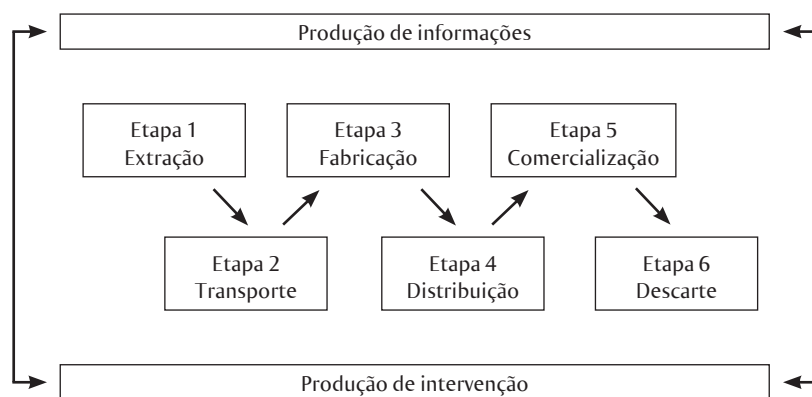 Produção de informações
Etapa 1
Extração
Etapa 3
Fabricação
Etapa 5
Comercialização
Etapa 2
Transporte
Etapa 4
Distribuição
Etapa 6
Descarte
Produção de intervenção